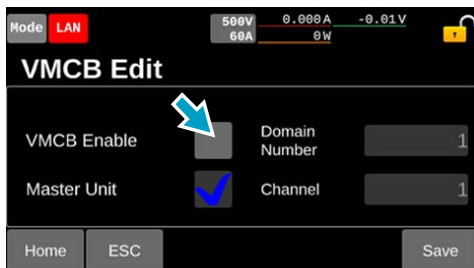 Mode LAN 500V 0.000A -0.01V
60A 0W
VMCB Edit
VMCB Enable Domain Number 1
Master Unit Channel 1
Home ESC Save